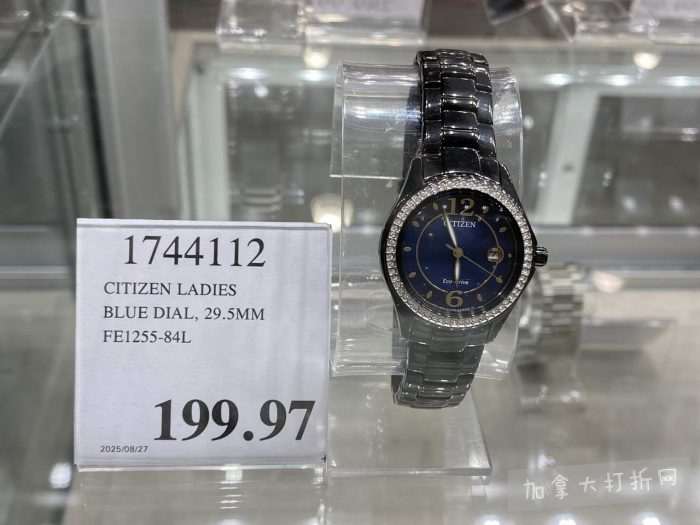 1744112
CITIZEN LADIES
BLUE DIAL, 29.5MM
FE1255-84L
199.97
2025/08/27
12
CITIZEN
Eco-Drive
6
加拿大打折网